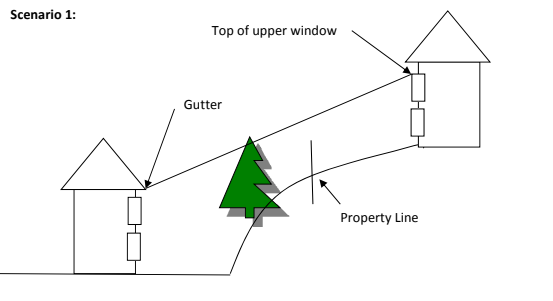 Scenario 1:
Top of upper window
Gutter
Property Line